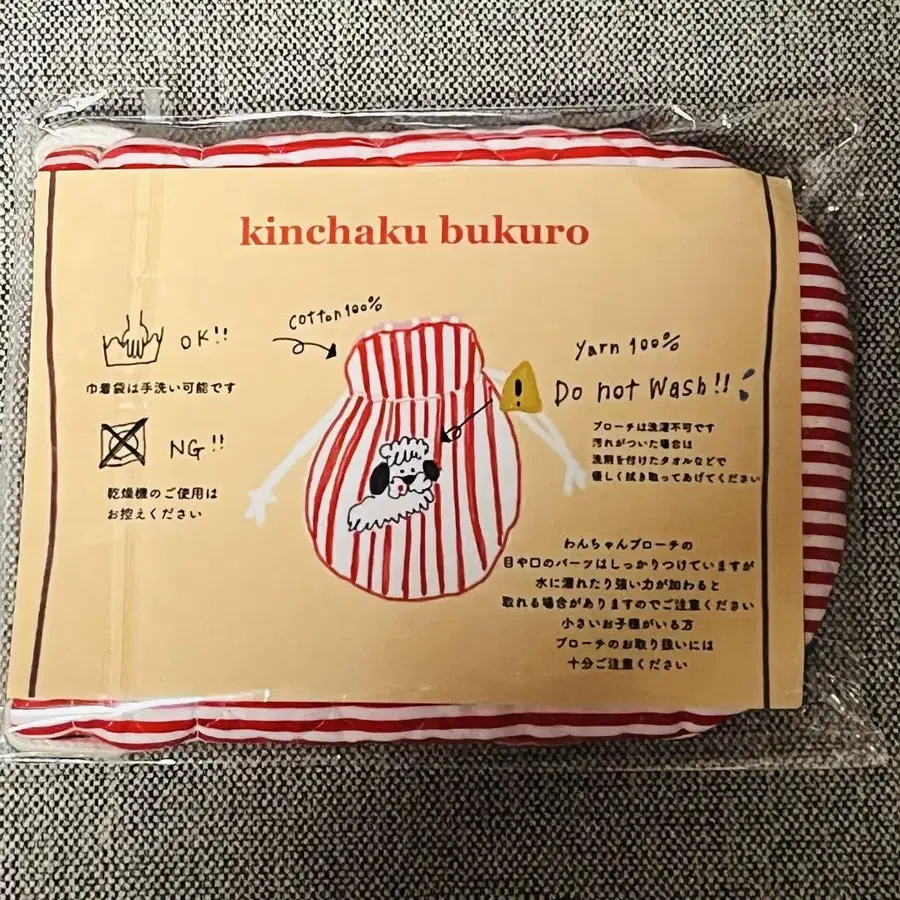 kinchaku bukuro
cotton100%
OK!!
巾着袋は手洗い可能です
NG!!
乾燥機のご使用は
お控えください
Yarn 100%
!
Do not Wash!!
ブローチは洗濯不可です
汚れがついた場合は
洗剤を付けたタオルなどで
優しく拭き取ってあげてください
わんちゃんブローチの
目や口のパーツはしっかりつけていますが
水に濡れたり強い力が加わると
取れる場合がありますのでご注意ください
小さいお子様がいる方
ブローチのお取り扱いには
十分ご注意ください